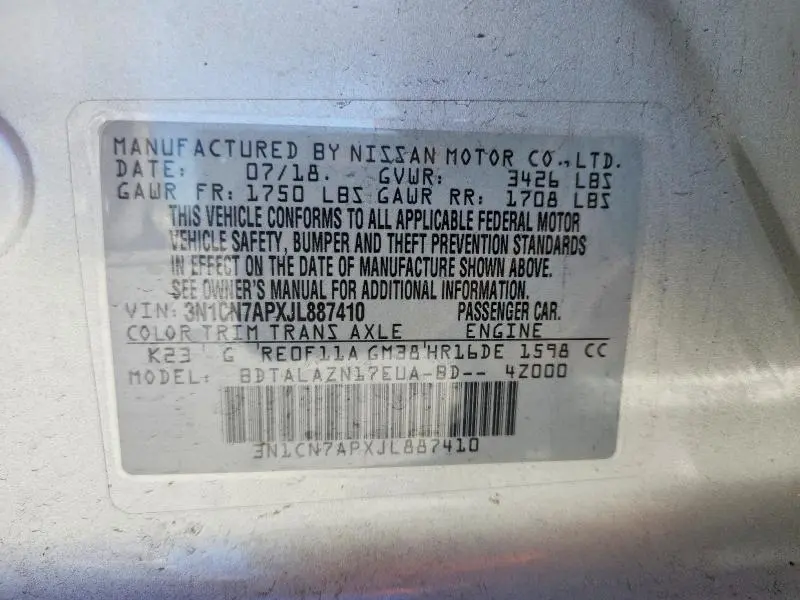 MANUFACTURED BY NISSAN MOTOR CO.,LTD.
DATE: 07/18. GVWR: 3426 LBS
GAWR FR: 1750 LBS GAWR RR: 1708 LBS
THIS VEHICLE CONFORMS TO ALL APPLICABLE FEDERAL MOTOR
VEHICLE SAFETY, BUMPER AND THEFT PREVENTION STANDARDS
IN EFFECT ON THE DATE OF MANUFACTURE SHOWN ABOVE.
SEE OWNER'S MANUAL FOR ADDITIONAL INFORMATION.
VIN: 3N1CN7APXJL887410 PASSENGER CAR.
COLOR TRIM TRANS AXLE ENGINE
K23 G RE0F11A GM38 HR16DE 1598 CC
MODEL: BDTALAZN17EUA-BD-- 4Z000
3N1CN7APXJL887410